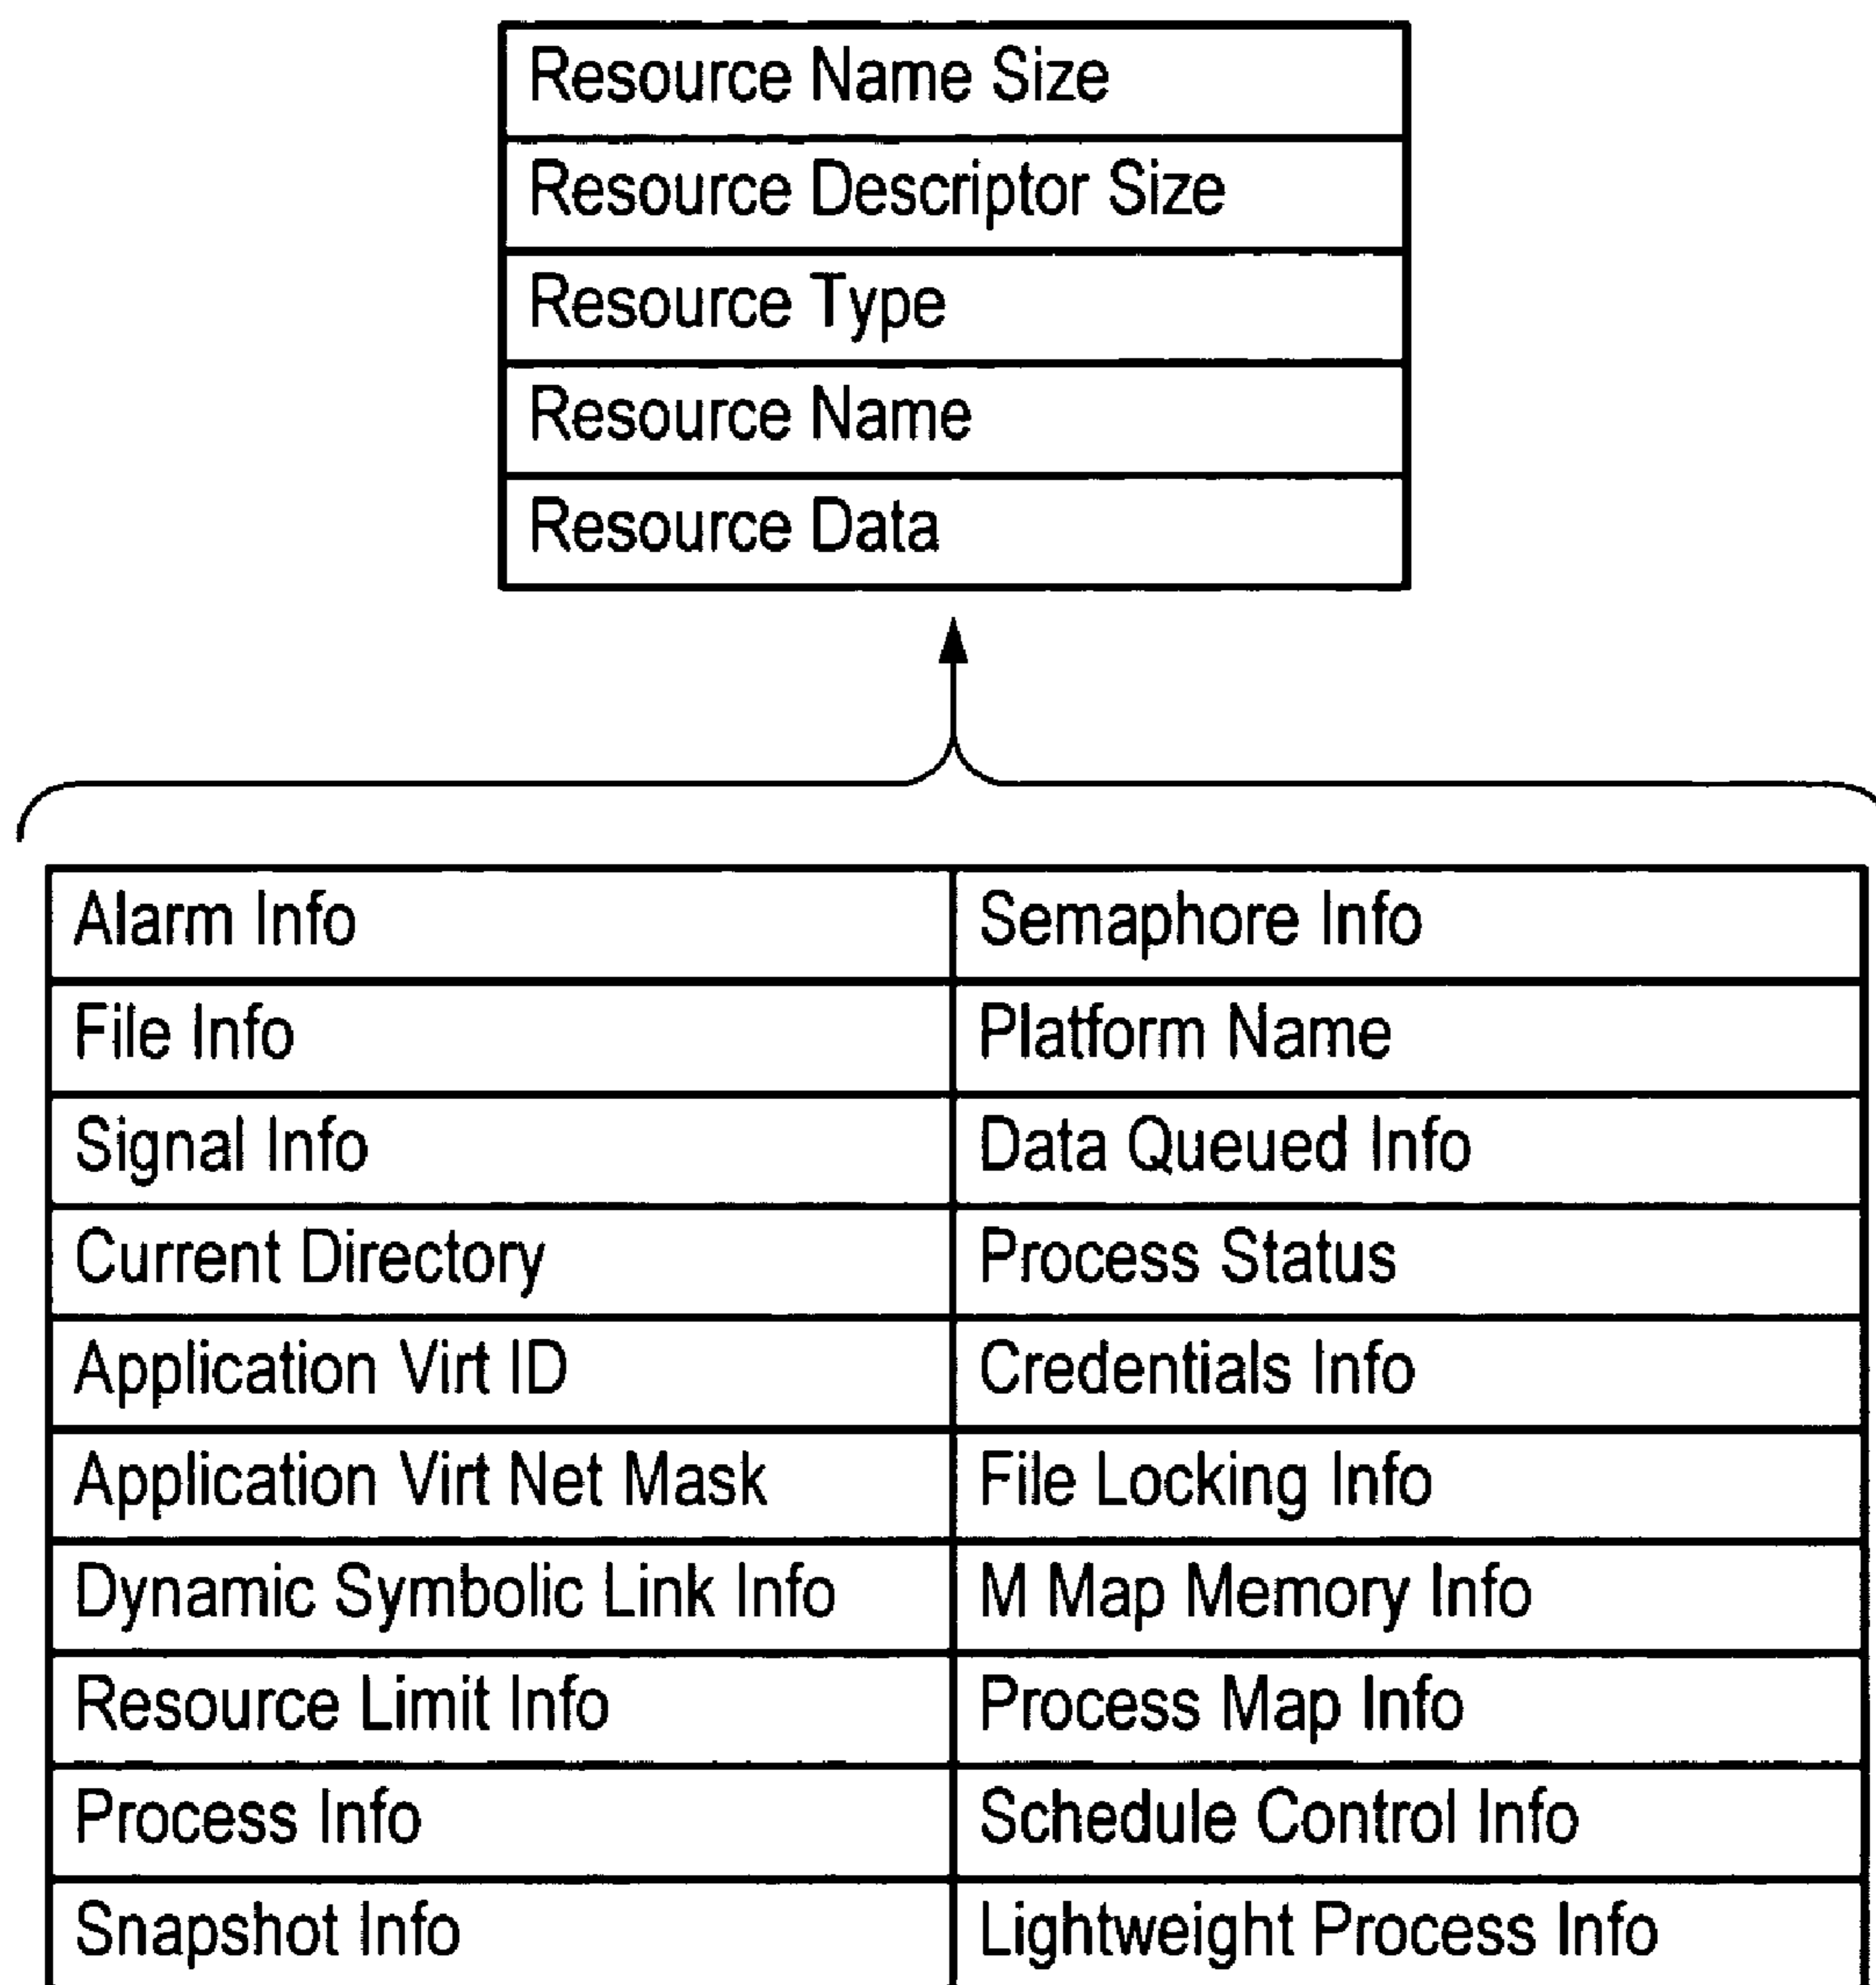 Resource Name Size
Resource Descriptor Size
Resource Type
Resource Name
Resource Data
Alarm Info
Semaphore Info
File Info
Platform Name
Signal Info
Data Queued Info
Current Directory
Process Status
Application Virt ID
Credentials Info
Application Virt Net Mask
File Locking Info
Dynamic Symbolic Link Info
M Map Memory Info
Resource Limit Info
Process Map Info
Process Info
Schedule Control Info
Snapshot Info
Lightweight Process Info